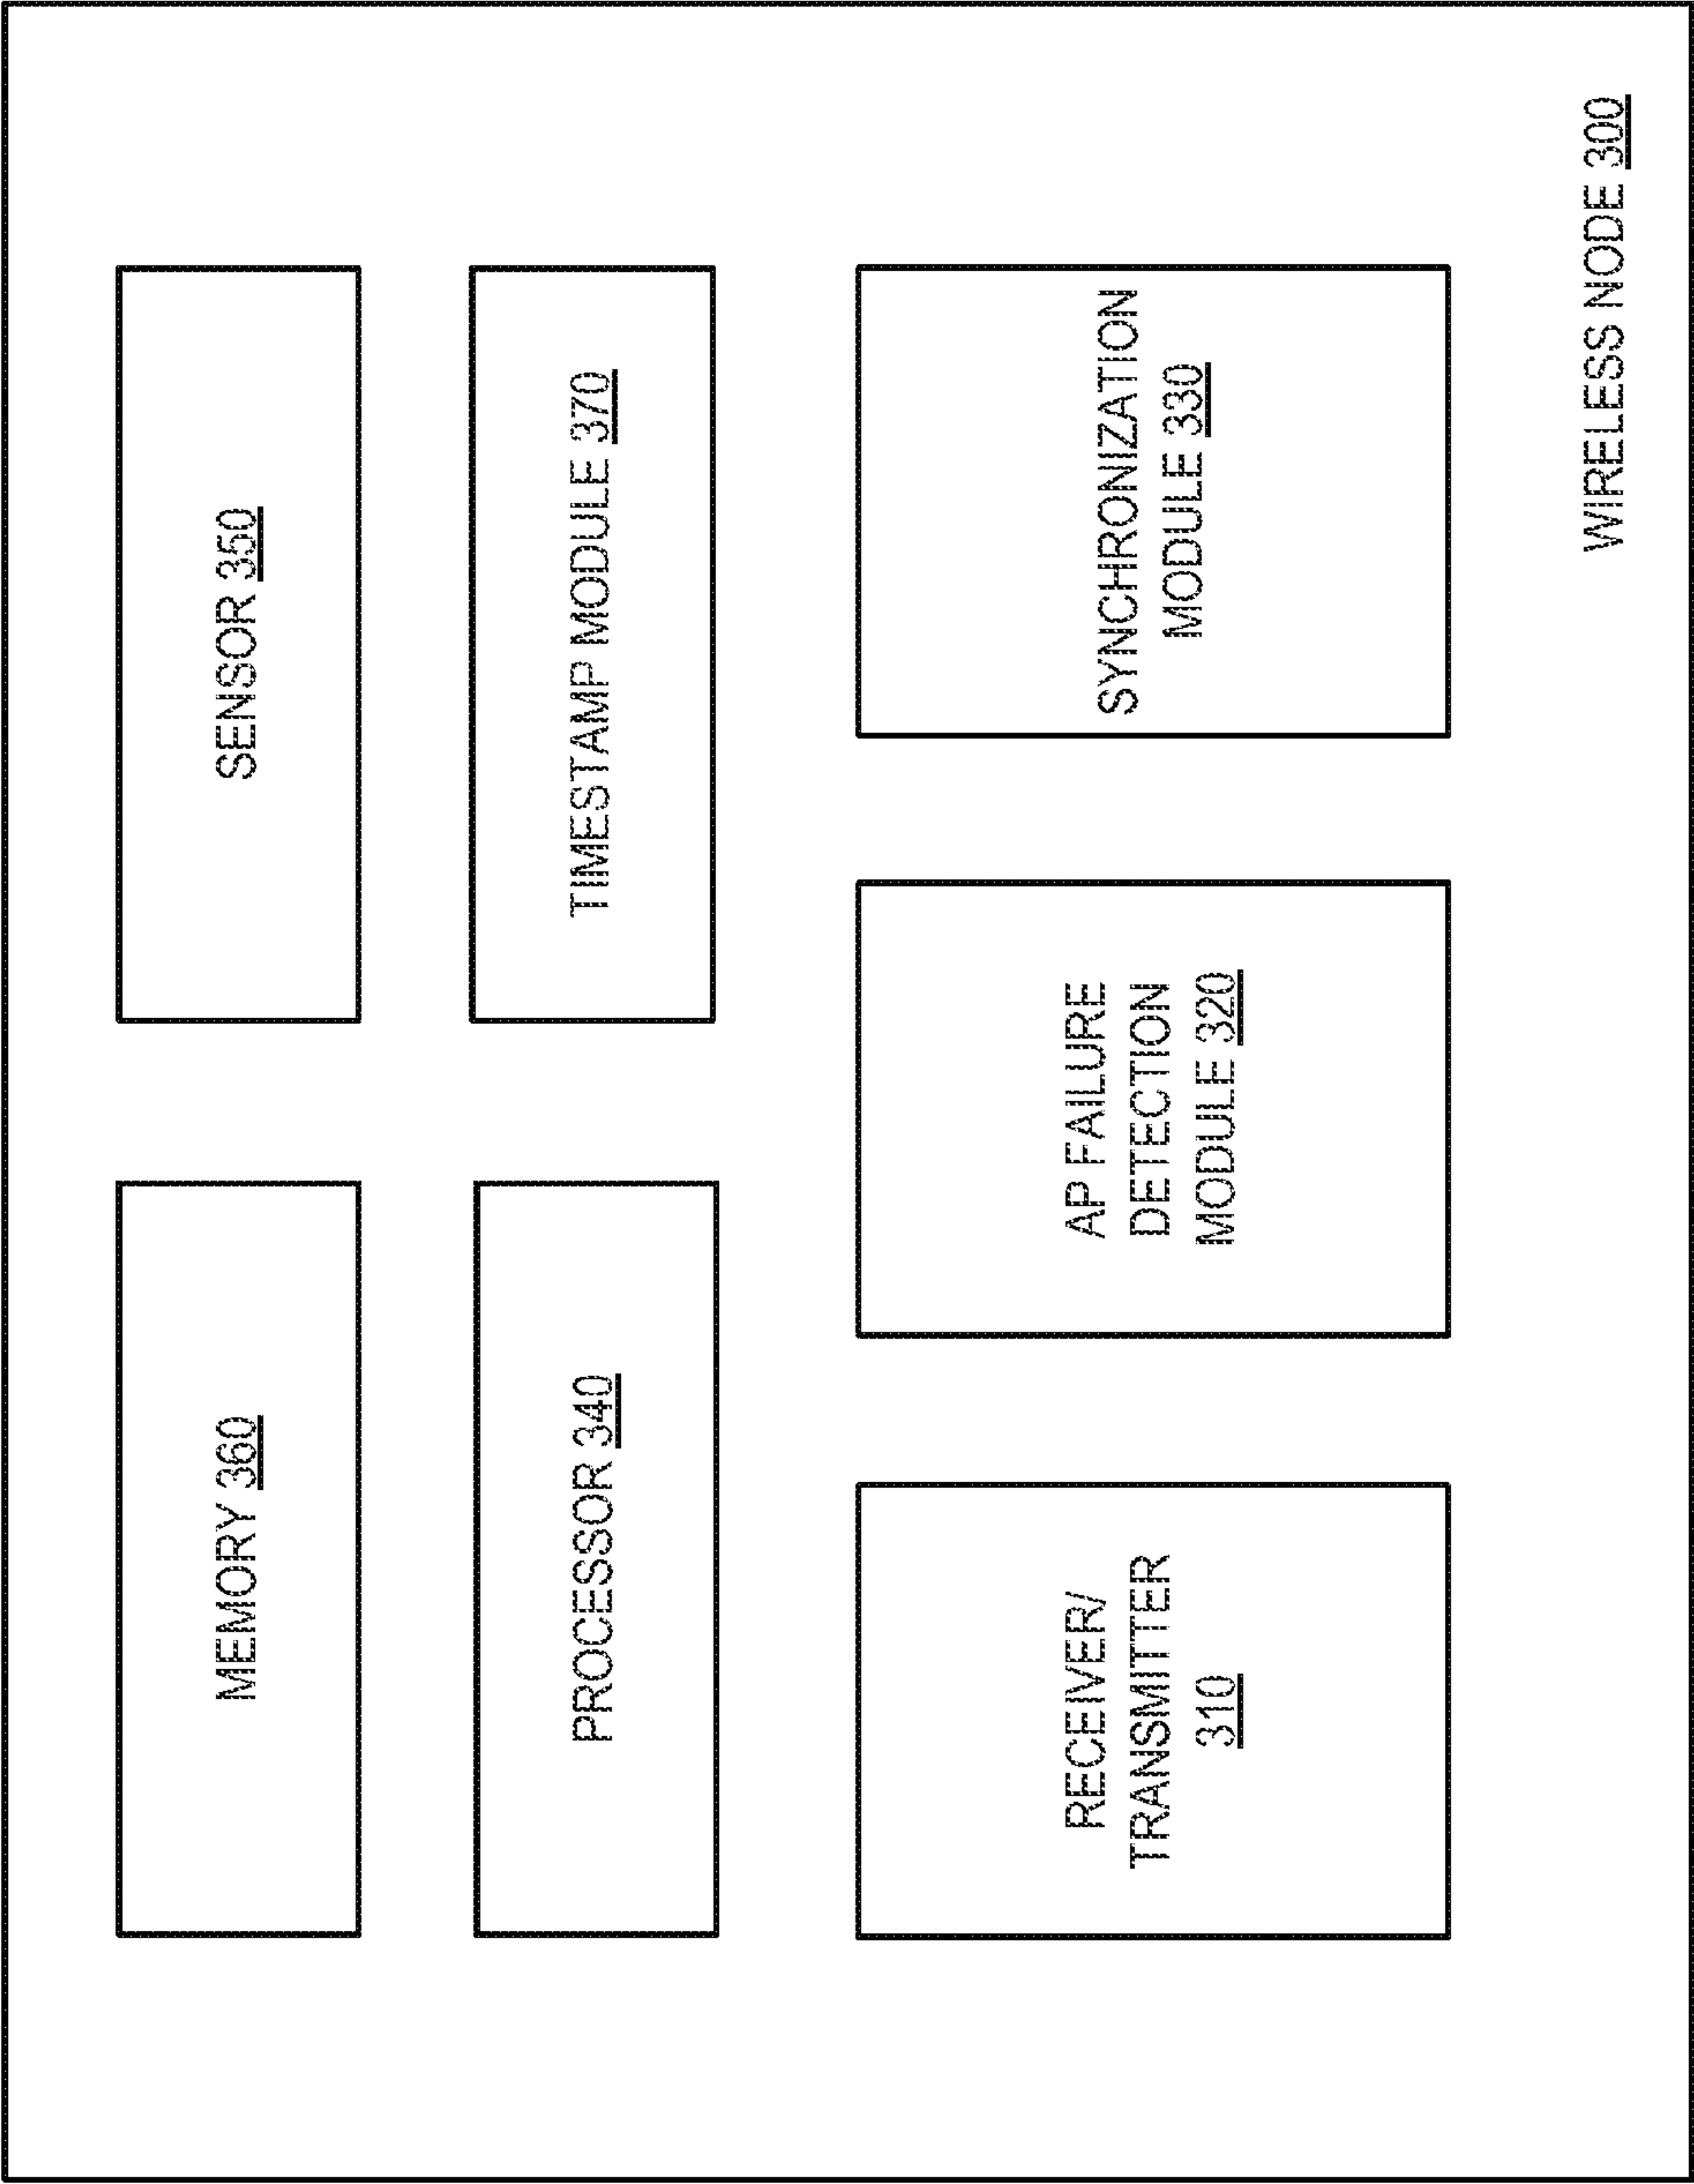 MEMORY 360
SENSOR 350
PROCESSOR 340
TIMESTAMP MODULE 370
RECEIVER/
TRANSMITTER
310
AP FAILURE
DETECTION
MODULE 320
SYNCHRONIZATION
MODULE 330
WIRELESS NODE 300